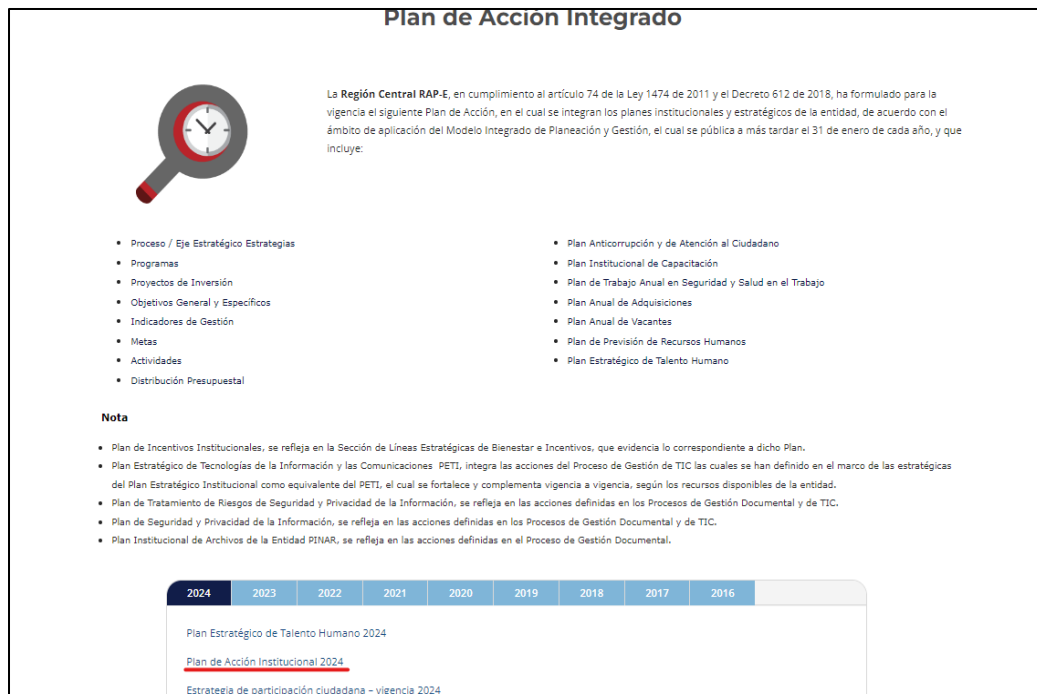 Plan de Acción Integrado
La Región Central RAP-E, en cumplimiento al artículo 74 de la Ley 1474 de 2011 y el Decreto 612 de 2018, ha formulado para la
vigencia el siguiente Plan de Acción, en el cual se integran los planes institucionales y estratégicos de la entidad, de acuerdo con el
ámbito de aplicación del Modelo Integrado de Planeación y Gestión, el cual se pública a más tardar el 31 de enero de cada año, y que
incluye:
• Proceso / Eje Estratégico Estrategias
• Programas
• Proyectos de Inversión
• Objetivos General y Específicos
• Indicadores de Gestión
• Metas
• Actividades
• Distribución Presupuestal
• Plan Anticorrupción y de Atención al Ciudadano
• Plan Institucional de Capacitación
• Plan de Trabajo Anual en Seguridad y Salud en el Trabajo
• Plan Anual de Adquisiciones
• Plan Anual de Vacantes
• Plan de Previsión de Recursos Humanos
• Plan Estratégico de Talento Humano
Nota
• Plan de Incentivos Institucionales, se refleja en la Sección de Líneas Estratégicas de Bienestar e Incentivos, que evidencia lo correspondiente a dicho Plan.
• Plan Estratégico de Tecnologías de la Información y las Comunicaciones PETI, integra las acciones del Proceso de Gestión de TIC las cuales se han definido en el marco de las estratégicas
del Plan Estratégico Institucional como equivalente del PETI, el cual se fortalece y complementa vigencia a vigencia, según los recursos disponibles de la entidad.
• Plan de Tratamiento de Riesgos de Seguridad y Privacidad de la Información, se refleja en las acciones definidas en los Procesos de Gestión Documental y de TIC.
• Plan de Seguridad y Privacidad de la Información, se refleja en las acciones definidas en los Procesos de Gestión Documental y de TIC.
• Plan Institucional de Archivos de la Entidad PINAR, se refleja en las acciones definidas en el Proceso de Gestión Documental.
2024 2023 2022 2021 2020 2019 2018 2017 2016
Plan Estratégico de Talento Humano 2024
Plan de Acción Institucional 2024
Estrategia de participación ciudadana – vigencia 2024